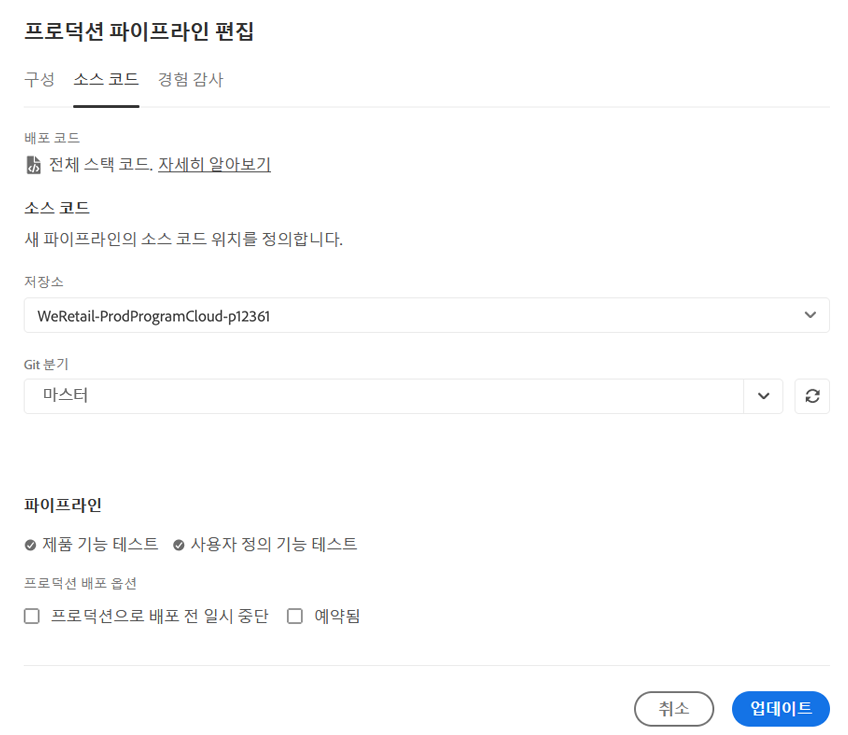 프로덕션 파이프라인 편집
구성 소스 코드 경험 감사
배포 코드
전체 스택 코드. 자세히 알아보기
소스 코드
새 파이프라인의 소스 코드 위치를 정의합니다.
저장소
WeRetail-ProdProgramCloud-p12361
Git 분기
마스터
파이프라인
제품 기능 테스트 사용자 정의 기능 테스트
프로덕션 배포 옵션
프로덕션으로 배포 전 일시 중단 예약됨
취소 업데이트